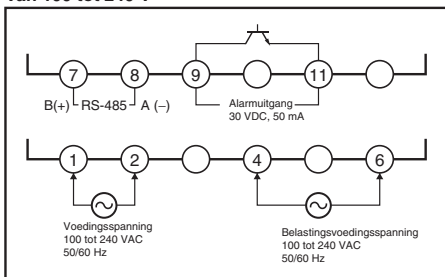 van 100 tot 240 V
7 8 9 11
B(+) RS-485 A (–) Alarmuitgang
30 VDC, 50 mA
1 2 4 6
Voedingsspanning
100 tot 240 VAC
50/60 Hz
Belastingsvoedingsspanning
100 tot 240 VAC
50/60 Hz